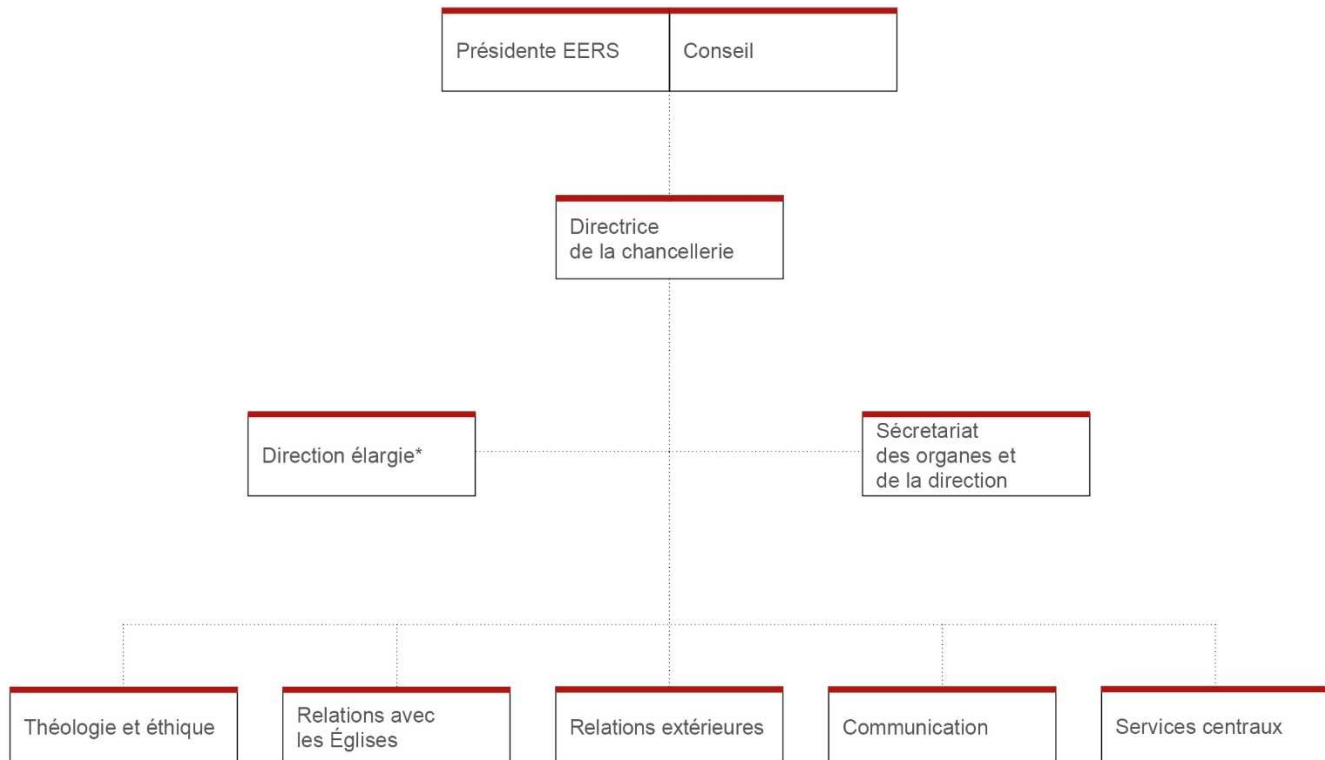 Présidente EERS
Conseil
Directrice
de la chancellerie
Direction élargie*
Sécretariat
des organes et
de la direction
Théologie et éthique
Relations avec
les Églises
Relations extérieures
Communication
Services centraux